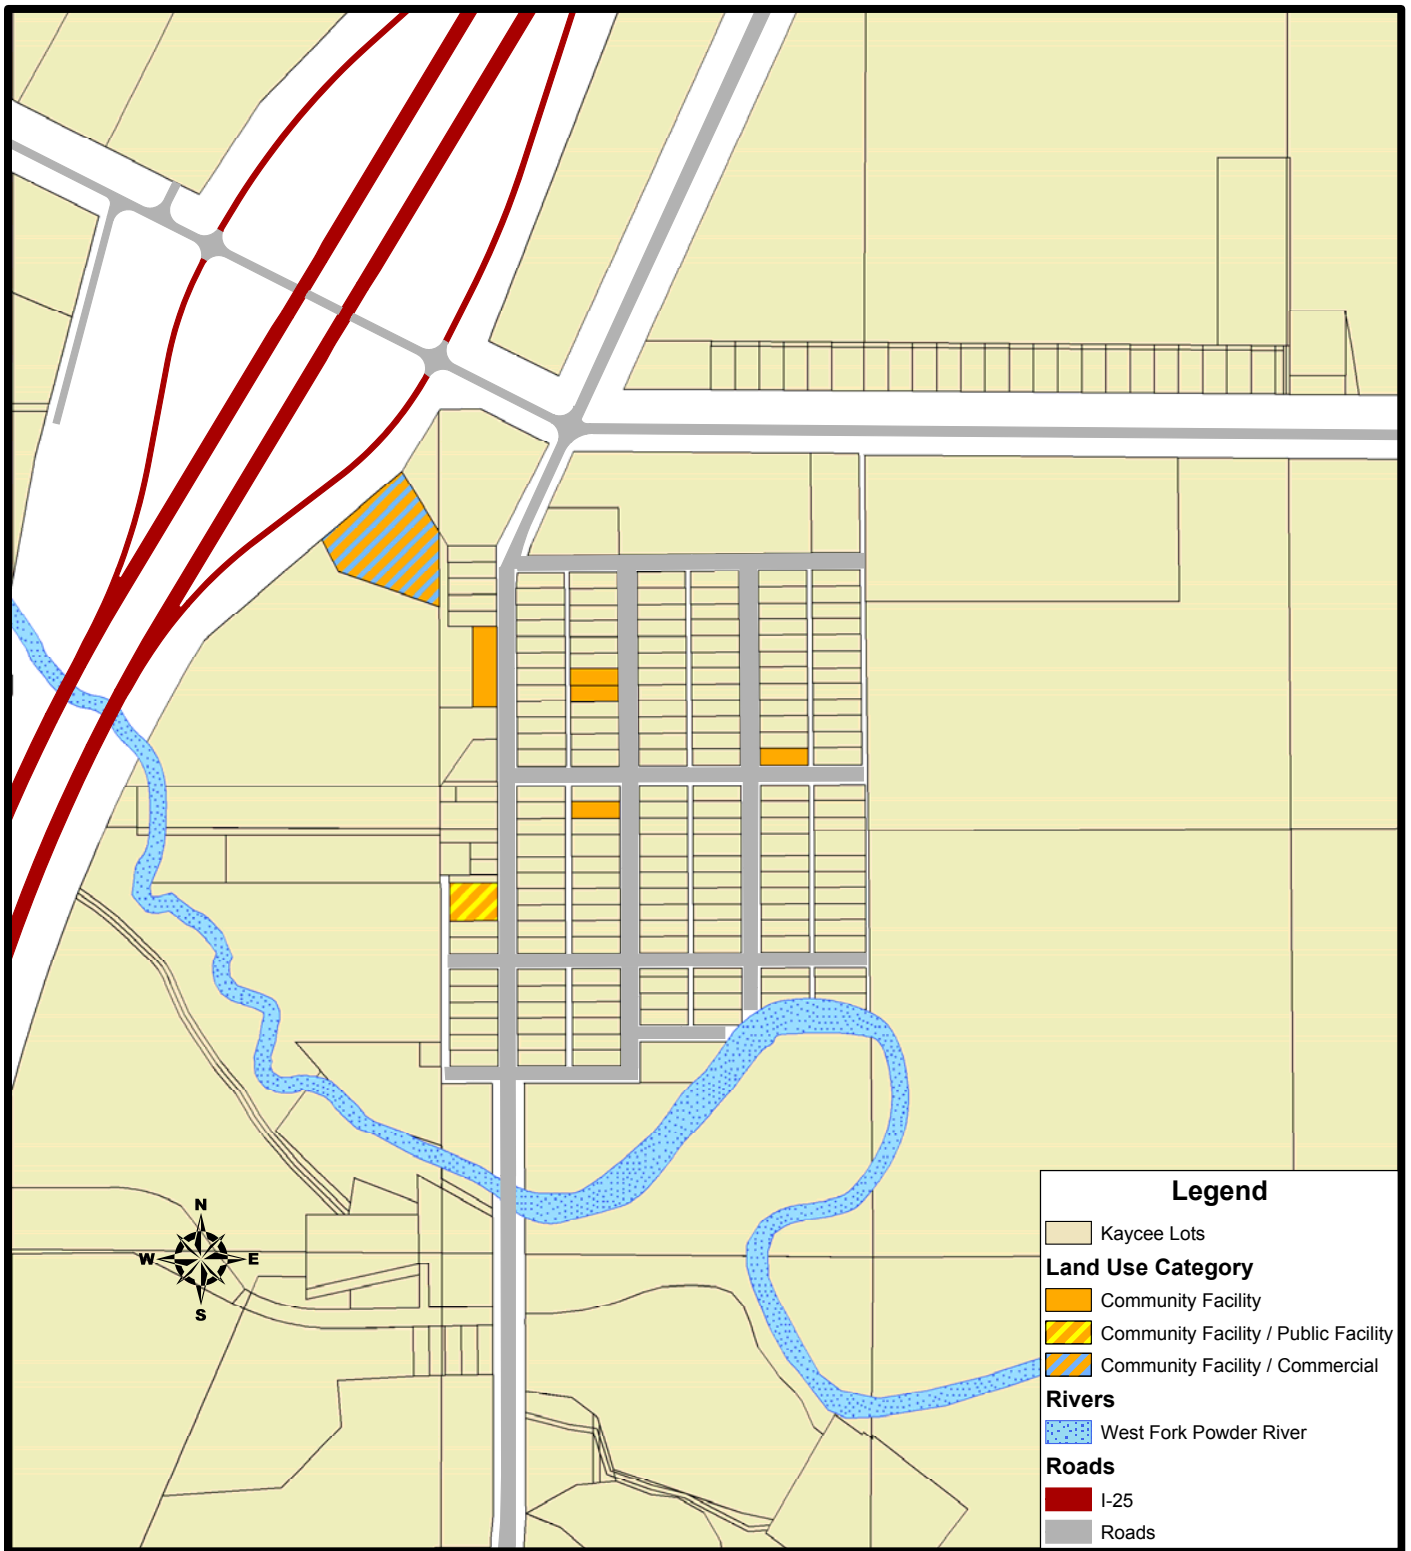 N
W E
S
Legend
Kaycee Lots
Land Use Category
Community Facility
Community Facility / Public Facility
Community Facility / Commercial
Rivers
West Fork Powder River
Roads
I-25
Roads